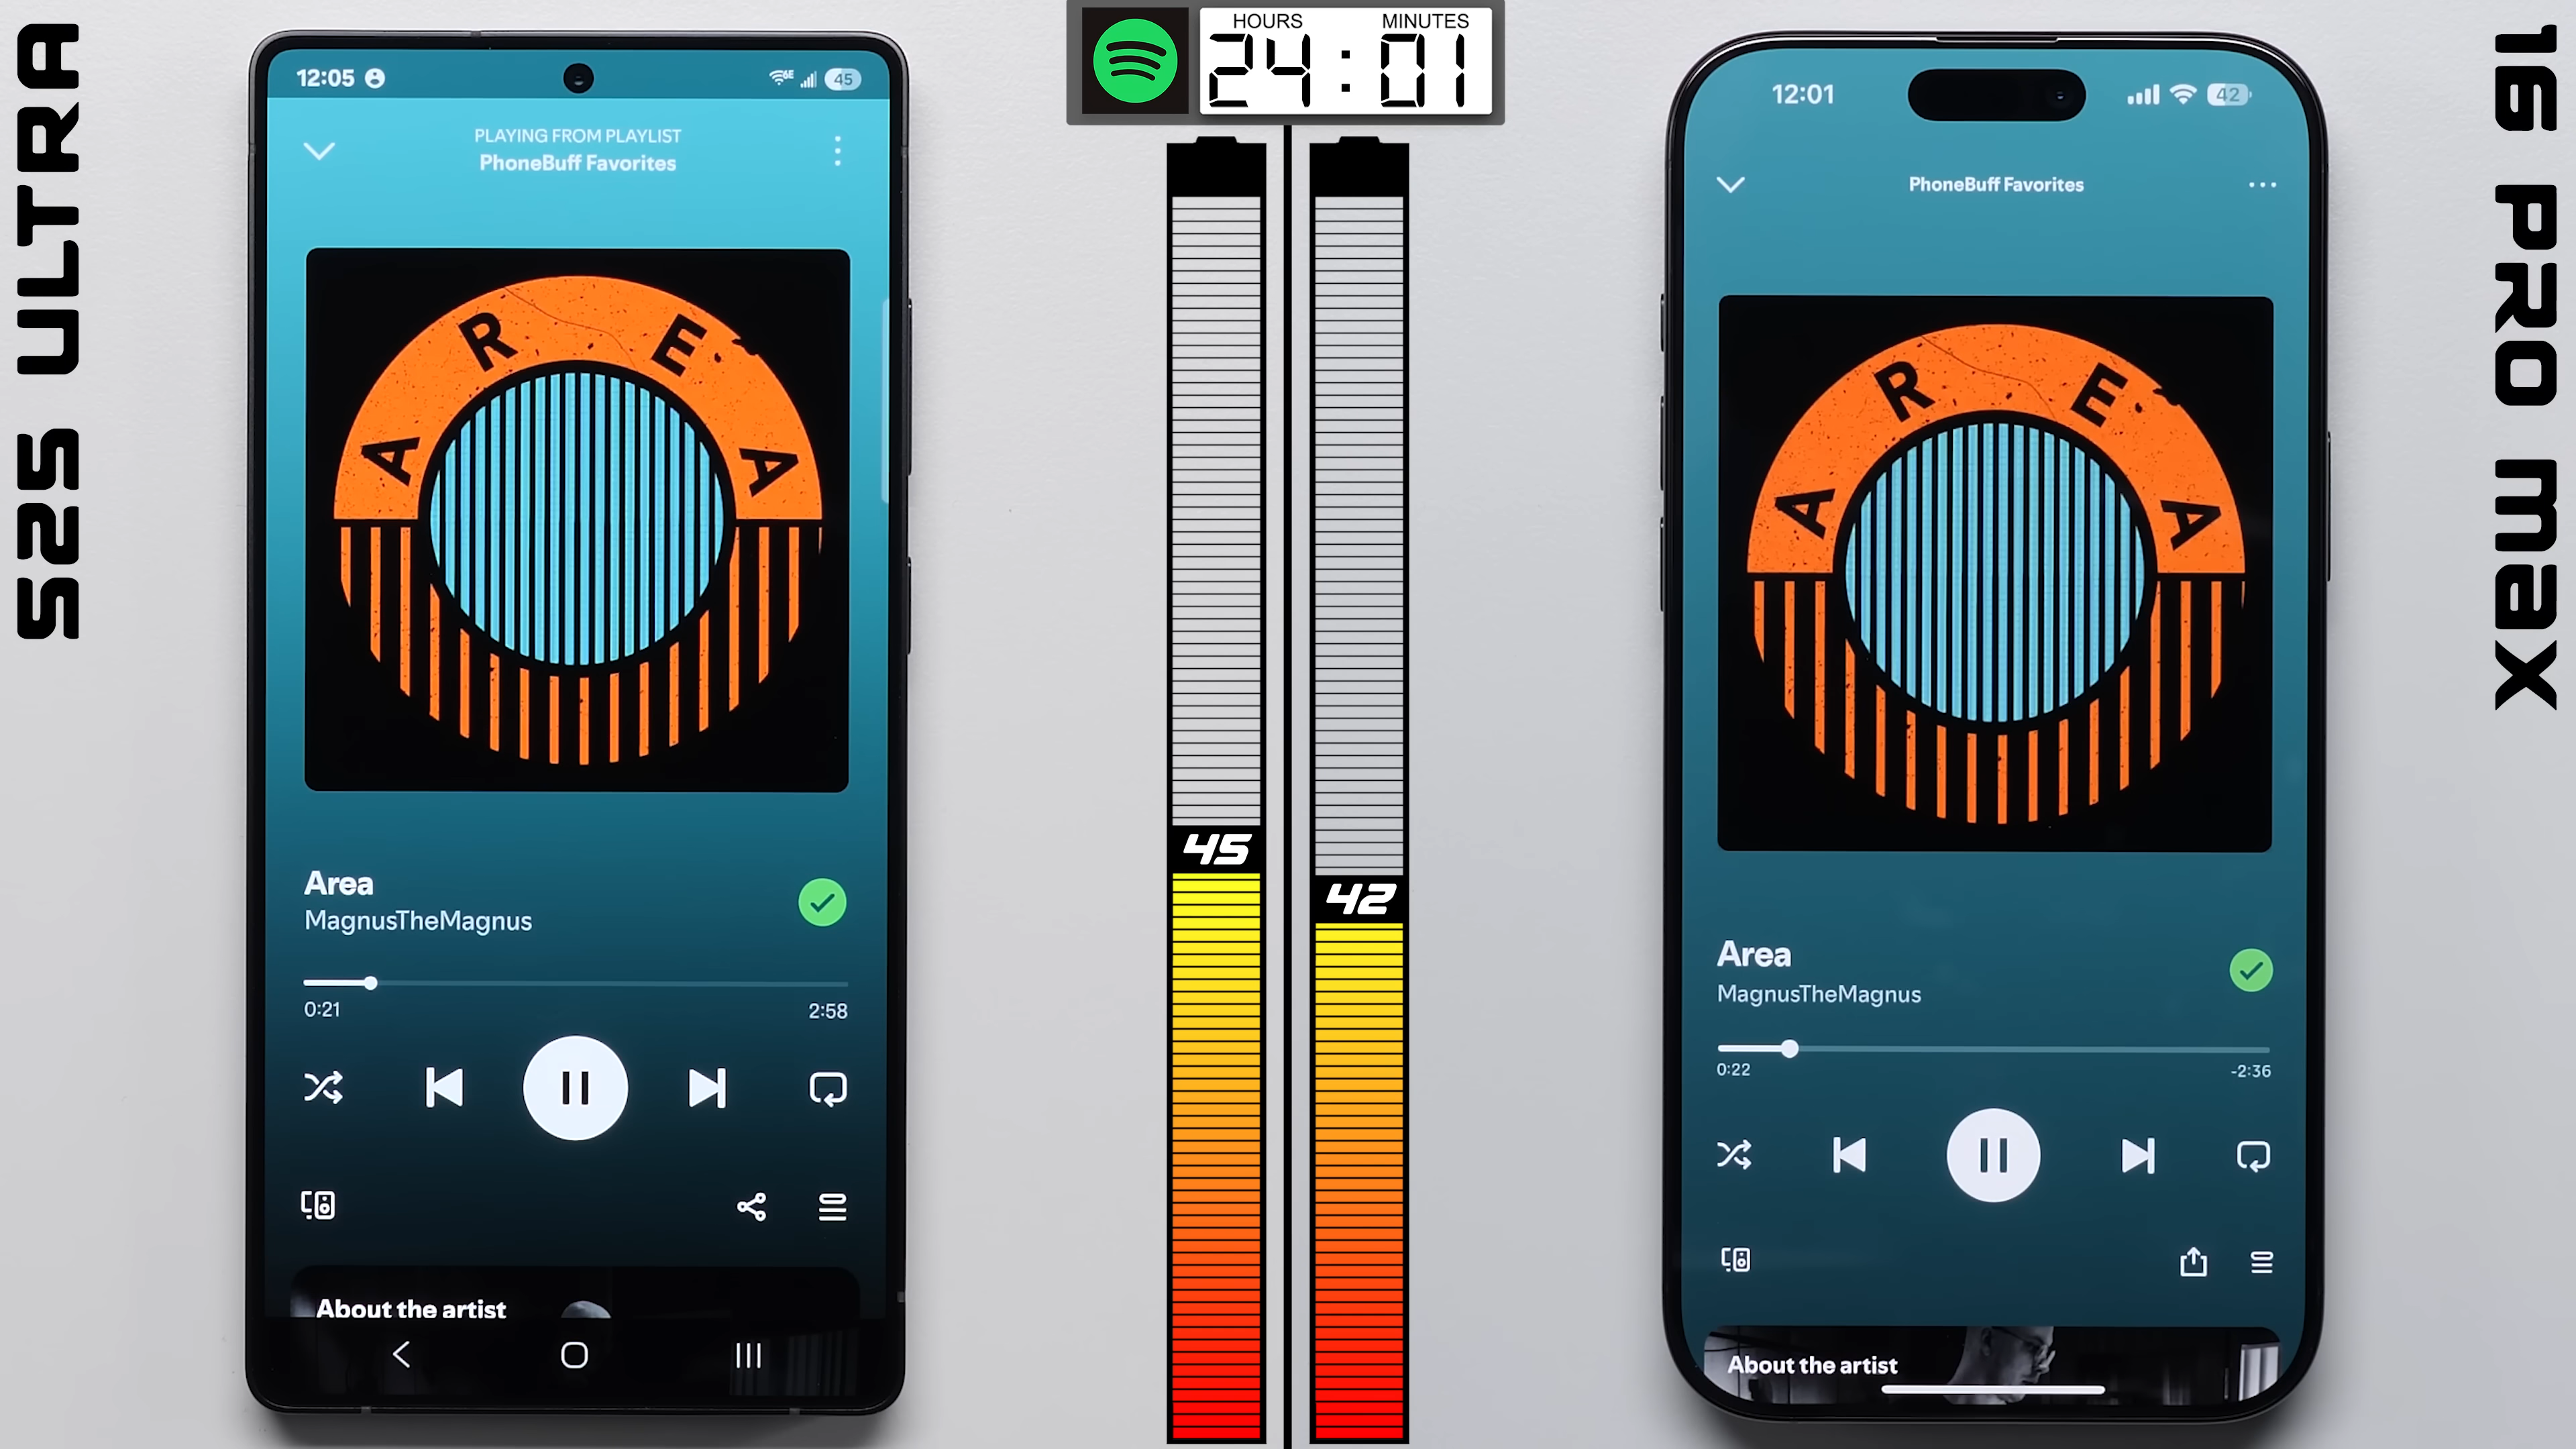 S25 ULTRA
12:05
6E
45
PLAYING FROM PLAYLIST
PhoneBuff Favorites
A R E A
Area
MagnusTheMagnus
0:21
2:58
About the artist
HOURS
MINUTES
24:01
45
42
12:01
42
PhoneBuff Favorites
A R E A
Area
MagnusTheMagnus
0:22
-2:36
About the artist
16 PRO MAX